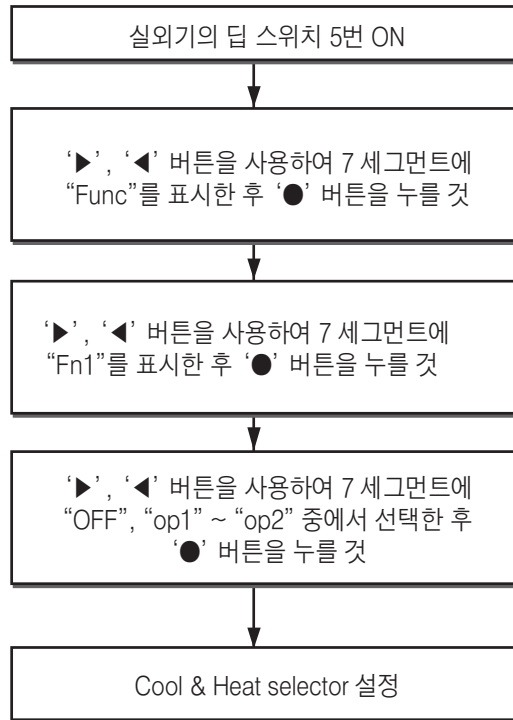 실외기의 딥 스위치 5번 ON
‘▶’, ‘◀’ 버튼을 사용하여 7 세그먼트에
“Func”를 표시한 후 ‘●’ 버튼을 누를 것
‘▶’, ‘◀’ 버튼을 사용하여 7 세그먼트에
“Fn1”를 표시한 후 ‘●’ 버튼을 누를 것
‘▶’, ‘◀’ 버튼을 사용하여 7 세그먼트에
“OFF”, “op1” ~ “op2” 중에서 선택한 후
‘●’ 버튼을 누를 것
Cool & Heat selector 설정